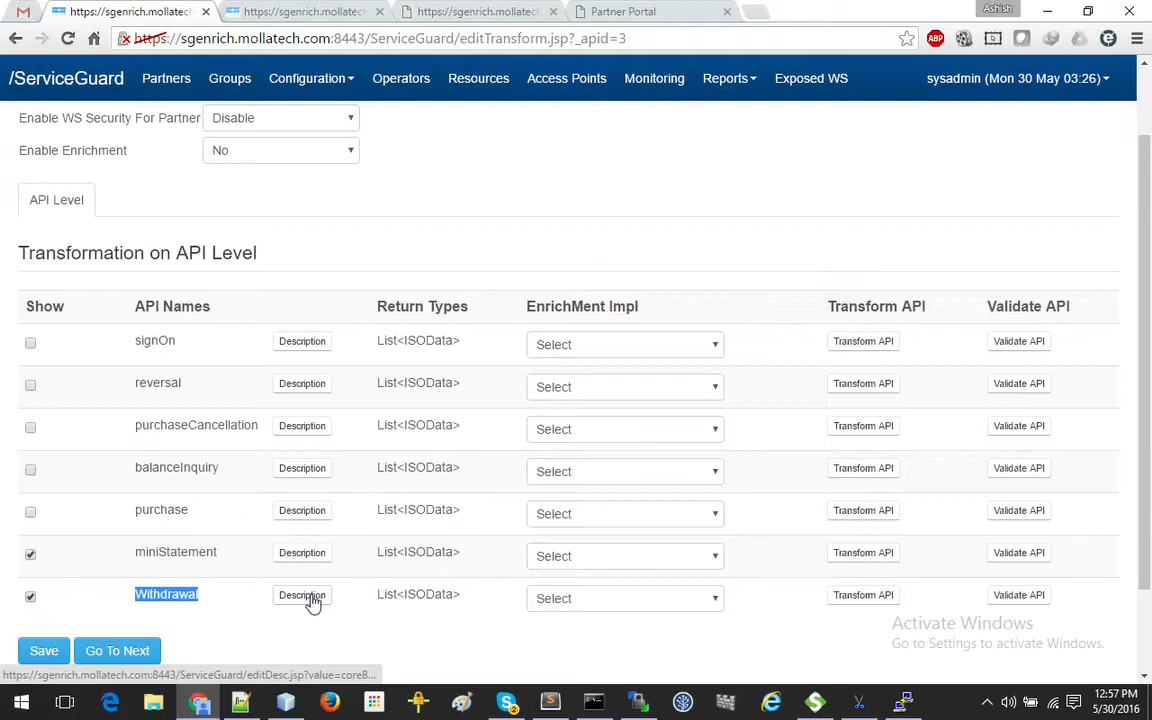 https://sgenrich.mollatech
https://sgenrich.mollatech
https://sgenrich.mollatech
Partner Portal
Ashish
https://sgenrich.mollatech.com:8443/ServiceGuard/editTransform.jsp?_apid=3
ABP
/ServiceGuard
Partners
Groups
Configuration
Operators
Resources
Access Points
Monitoring
Reports
Exposed WS
sysadmin (Mon 30 May 03:26)
Enable WS Security For Partner
Disable
Enable Enrichment
No
API Level
Transformation on API Level
Show API Names Return Types EnrichMent Impl Transform API Validate API
signOn Description List<ISOData> Select Transform API Validate API
reversal Description List<ISOData> Select Transform API Validate API
purchaseCancellation Description List<ISOData> Select Transform API Validate API
balanceInquiry Description List<ISOData> Select Transform API Validate API
purchase Description List<ISOData> Select Transform API Validate API
miniStatement Description List<ISOData> Select Transform API Validate API
Withdrawal Description List<ISOData> Select Transform API Validate API
Activate Windows
Go to Settings to activate Windows.
Save
Go To Next
https://sgenrich.mollatech.com:8443/ServiceGuard/editDesc.jsp?value=coreB...
12:57 PM
5/30/2016